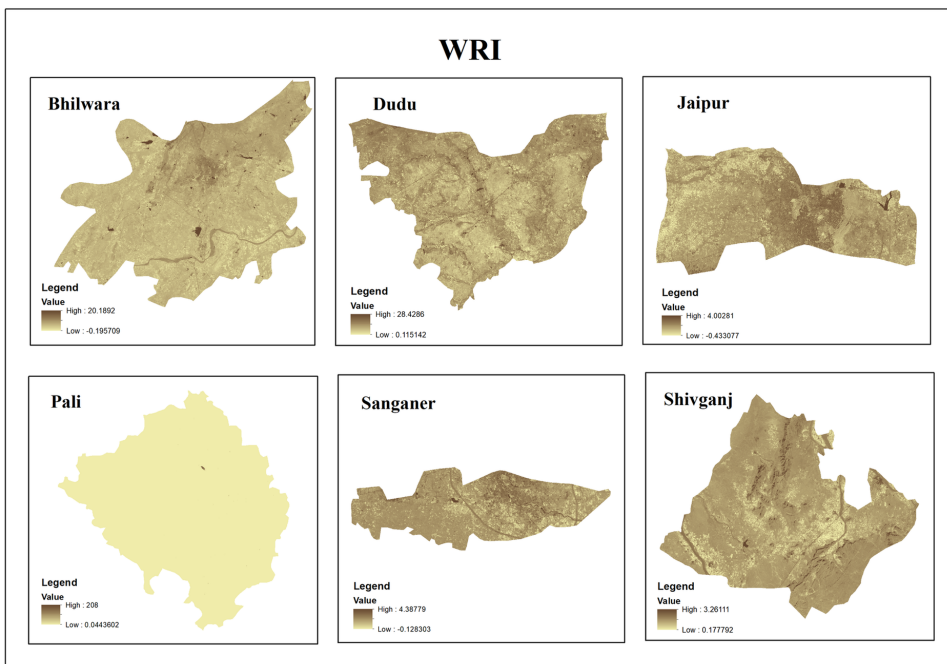 WRI
Bhilwara
Legend
Value
High : 20.1892
Low : -0.195709
Dudu
Legend
Value
High : 28.4286
Low : 0.115142
Jaipur
Legend
Value
High : 4.00281
Low : -0.433077
Pali
Legend
Value
High : 208
Low : 0.0443602
Sanganer
Legend
Value
High : 4.38779
Low : -0.128303
Shivganj
Legend
Value
High : 3.26111
Low : 0.177792